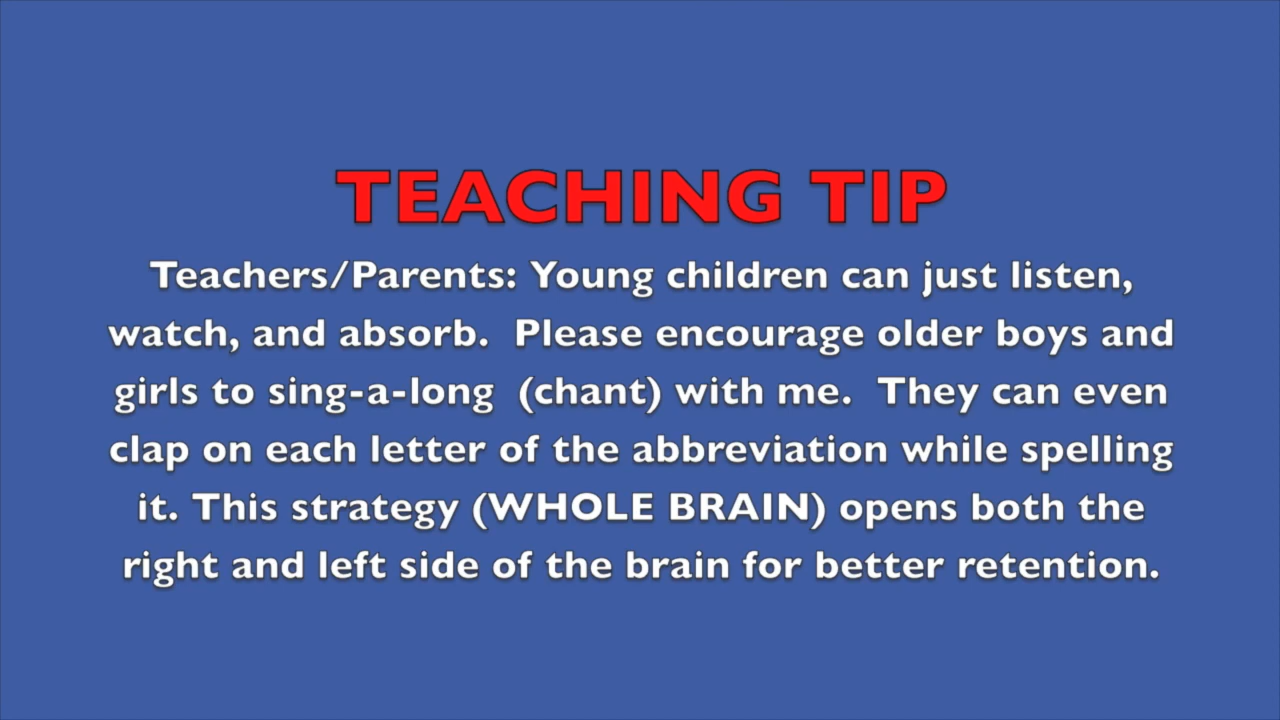 TEACHING TIP
Teachers/Parents: Young children can just listen,
watch, and absorb.  Please encourage older boys and
girls to sing-a-long  (chant) with me.  They can even
clap on each letter of the abbreviation while spelling
it. This strategy (WHOLE BRAIN) opens both the
right and left side of the brain for better retention.